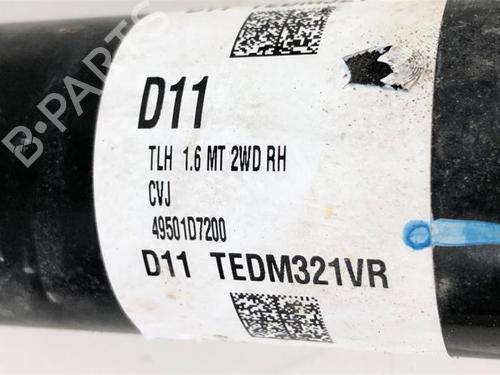 B-PARTS
D11
TLH 1.6 MT 2WD RH
CVJ
49501D7200
D11 TEDM321VR